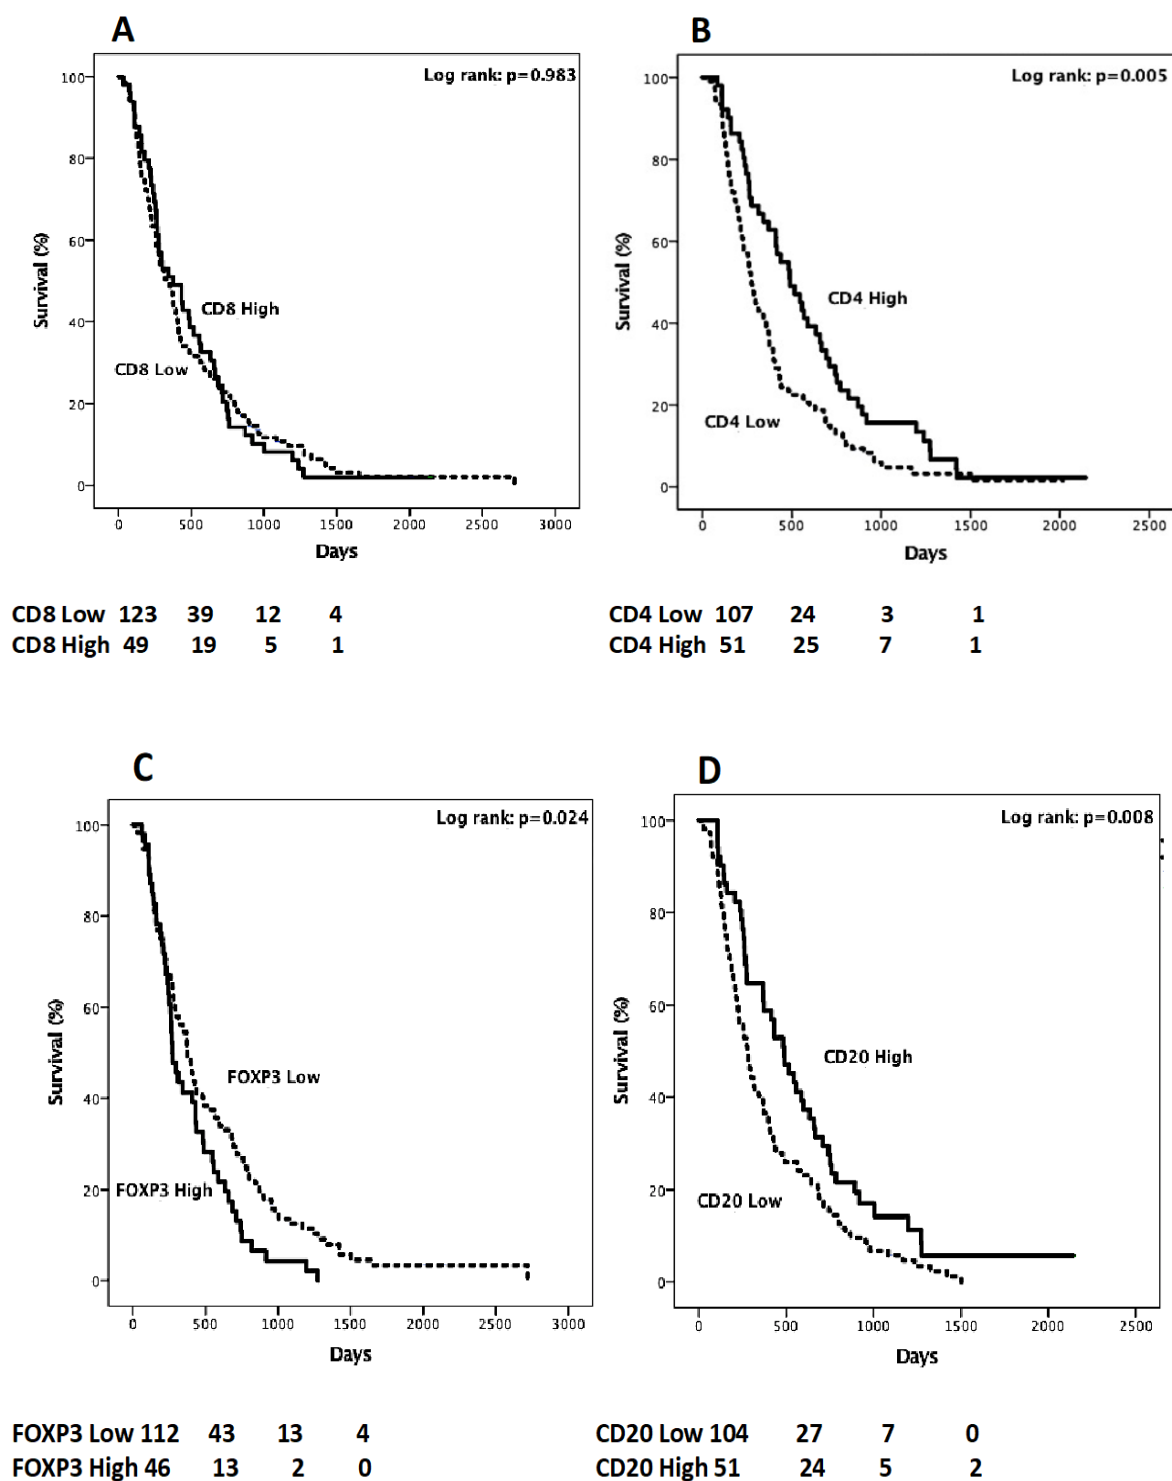 A
Log rank: p=0.983
100
80
60
40
20
0
Survival (%)
CD8 High
CD8 Low
0 500 1000 1500 2000 2500 3000
Days
CD8 Low 123 39 12 4
CD8 High 49 19 5 1
B
Log rank: p=0.005
100
80
60
40
20
0
Survival (%)
CD4 High
CD4 Low
0 500 1000 1500 2000 2500
Days
CD4 Low 107 24 3 1
CD4 High 51 25 7 1
C
Log rank: p=0.024
100
80
60
40
20
0
Survival (%)
FOXP3 Low
FOXP3 High
0 500 1000 1500 2000 2500 3000
Days
FOXP3 Low 112 43 13 4
FOXP3 High 46 13 2 0
D
Log rank: p=0.008
100
80
60
40
20
0
Survival (%)
CD20 High
CD20 Low
0 500 1000 1500 2000 2500
Days
CD20 Low 104 27 7 0
CD20 High 51 24 5 2